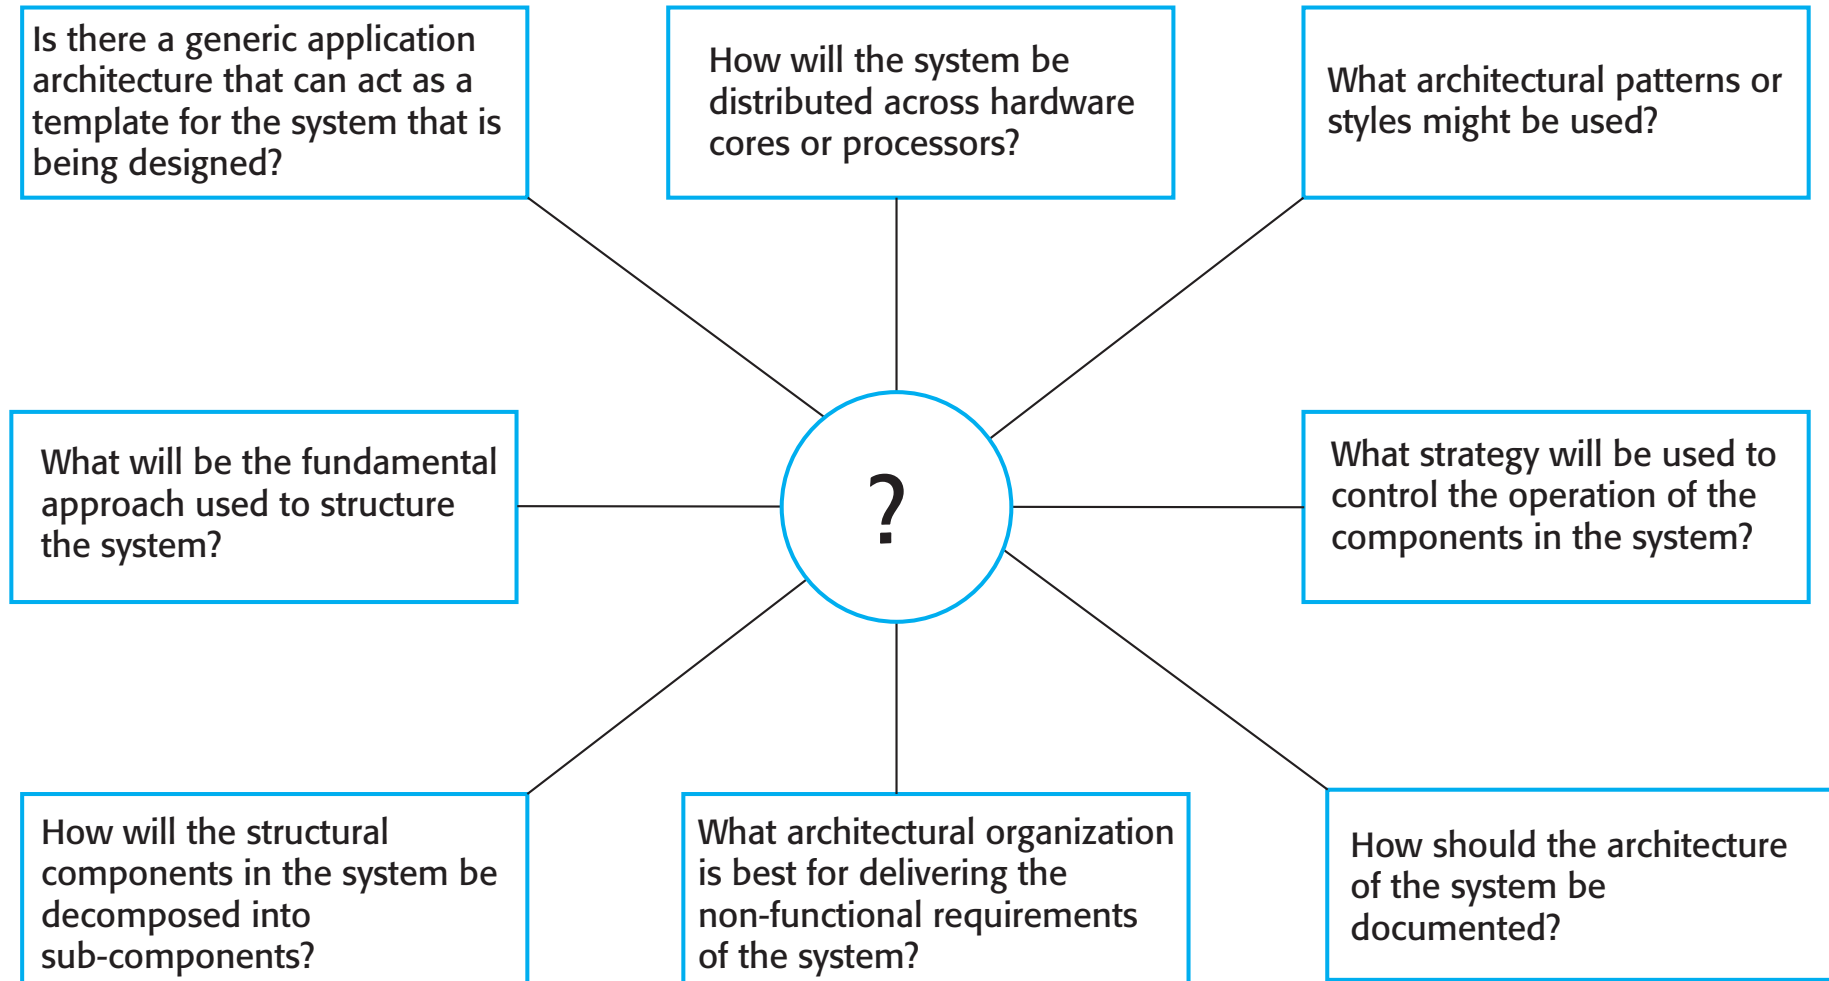 Is there a generic application
architecture that can act as a
template for the system that is
being designed?
How will the system be
distributed across hardware
cores or processors?
What architectural patterns or
styles might be used?
What will be the fundamental
approach used to structure
the system?
?
What strategy will be used to
control the operation of the
components in the system?
How will the structural
components in the system be
decomposed into
sub-components?
What architectural organization
is best for delivering the
non-functional requirements
of the system?
How should the architecture
of the system be
documented?